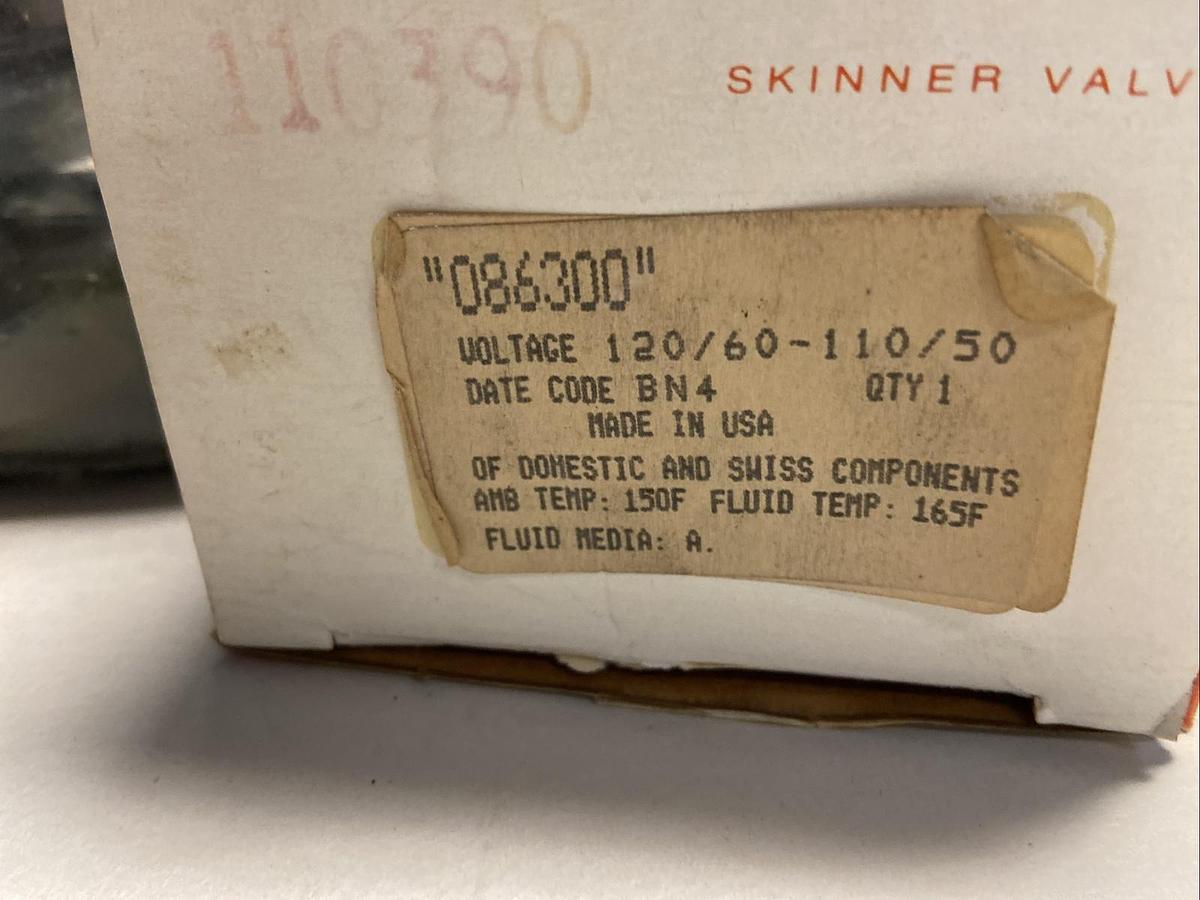 110390
SKINNER VALV
"086300"
VOLTAGE 120/60-110/50
DATE CODE BN4 QTY 1
MADE IN USA
OF DOMESTIC AND SWISS COMPONENTS
AMB TEMP: 150F FLUID TEMP: 165F
FLUID MEDIA: A.